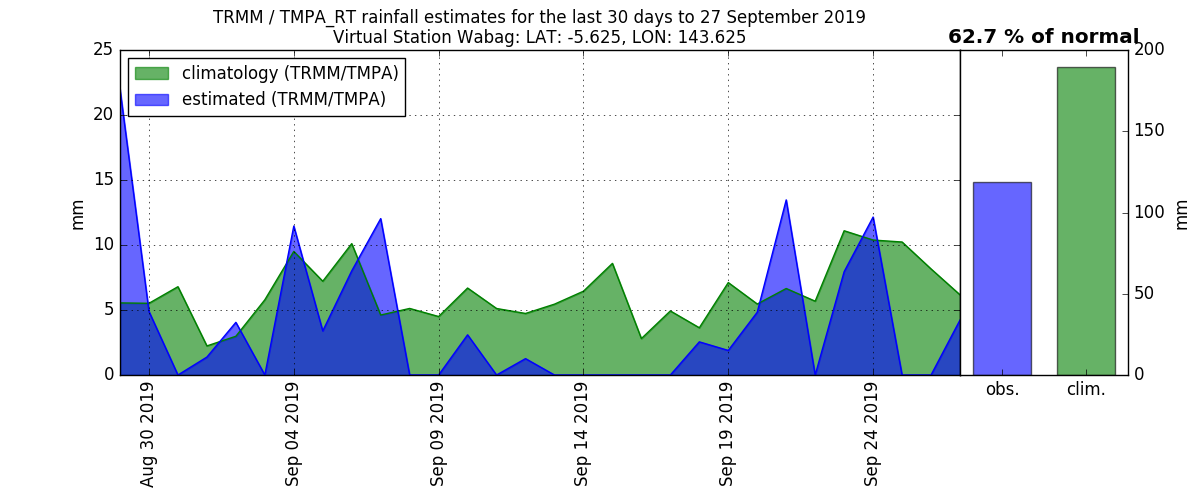 TRMM / TMPA_RT rainfall estimates for the last 30 days to 27 September 2019
Virtual Station Wabag: LAT: -5.625, LON: 143.625
62.7 % of normal
climatology (TRMM/TMPA)
estimated (TRMM/TMPA)
25
20
15
10
5
0
mm
Aug 30 2019
Sep 04 2019
Sep 09 2019
Sep 14 2019
Sep 19 2019
Sep 24 2019
obs.
clim.
200
150
100
50
0
mm